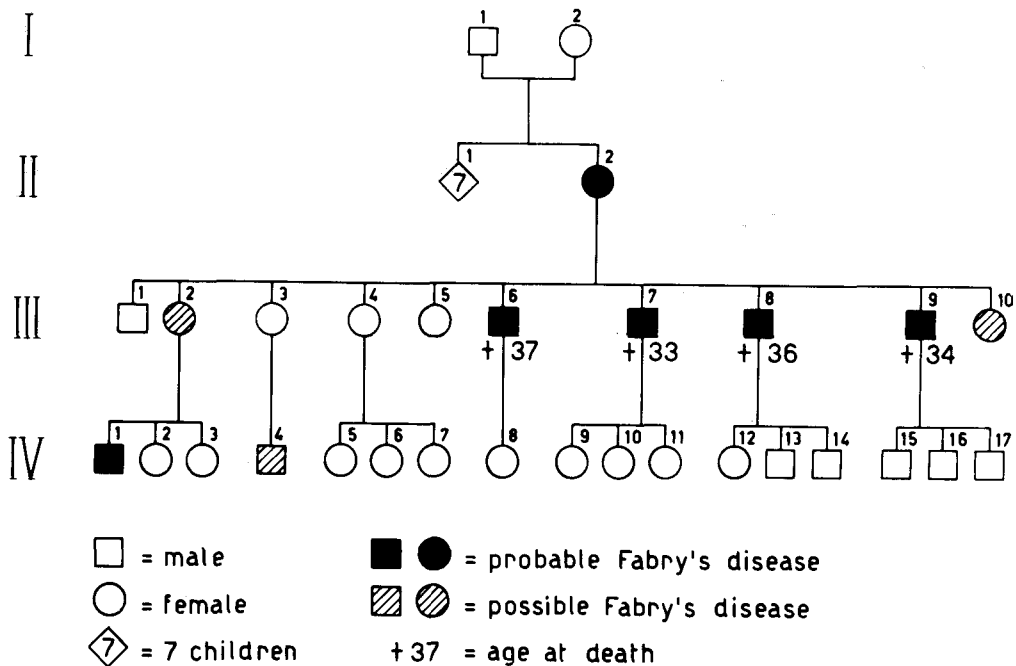 1 2
I
1 2
II 7
1 2 3 4 5 6 7 8 9 10
III
+ 37 + 33 + 36 + 34
1 2 3 4 5 6 7 8 9 10 11 12 13 14 15 16 17
IV
= male = probable Fabry's disease
= female = possible Fabry's disease
7 = 7 children +37 = age at death